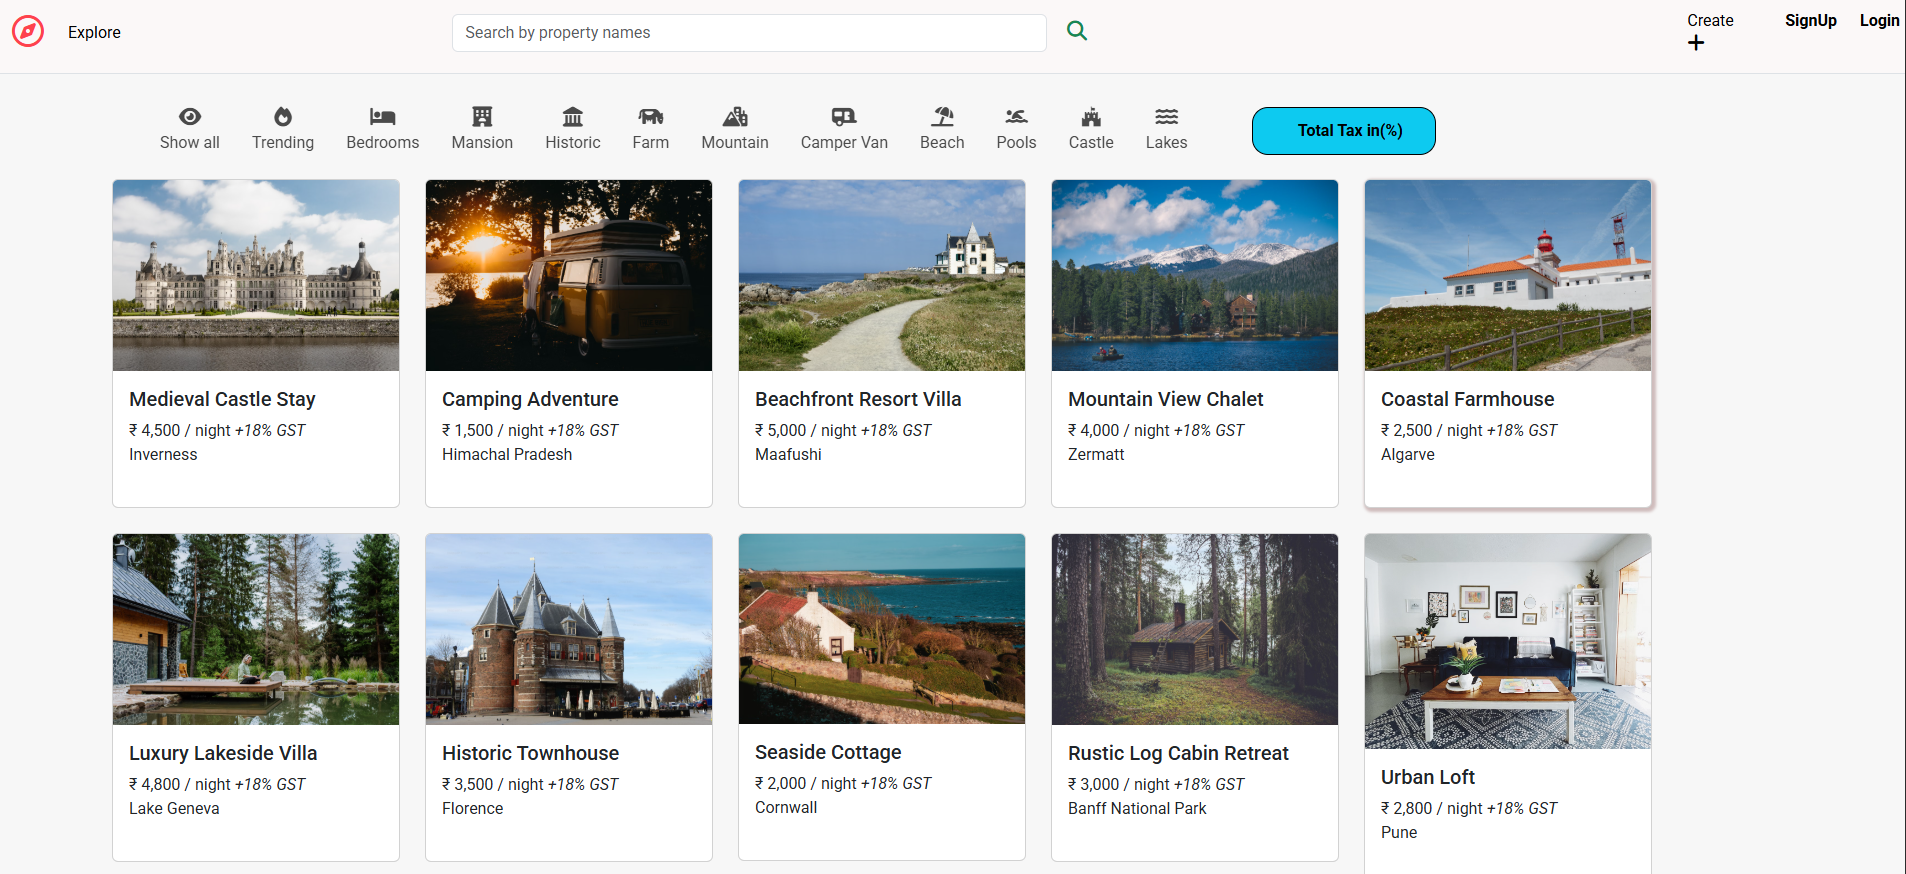 Explore
Search by property names
Create
SignUp
Login
Show all
Trending
Bedrooms
Mansion
Historic
Farm
Mountain
Camper Van
Beach
Pools
Castle
Lakes
Total Tax in(%)
Medieval Castle Stay
₹ 4,500 / night +18% GST
Inverness
Camping Adventure
₹ 1,500 / night +18% GST
Himachal Pradesh
Beachfront Resort Villa
₹ 5,000 / night +18% GST
Maafushi
Mountain View Chalet
₹ 4,000 / night +18% GST
Zermatt
Coastal Farmhouse
₹ 2,500 / night +18% GST
Algarve
Luxury Lakeside Villa
₹ 4,800 / night +18% GST
Lake Geneva
Historic Townhouse
₹ 3,500 / night +18% GST
Florence
Seaside Cottage
₹ 2,000 / night +18% GST
Cornwall
Rustic Log Cabin Retreat
₹ 3,000 / night +18% GST
Banff National Park
Urban Loft
₹ 2,800 / night +18% GST
Pune